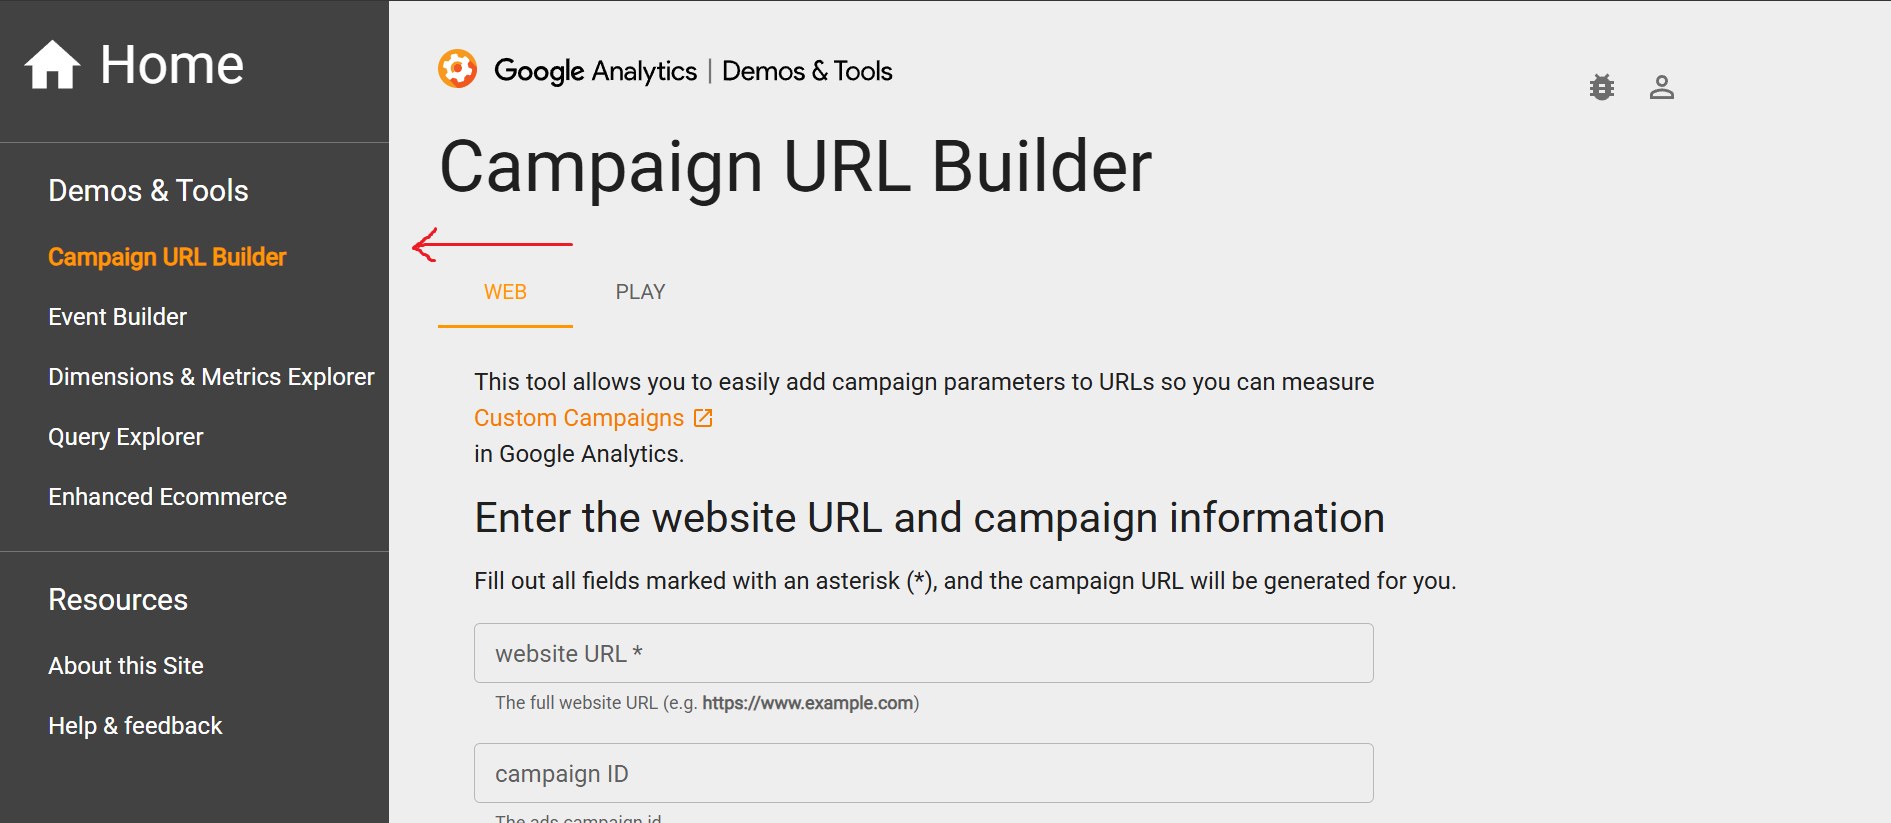 Home
Demos & Tools
Campaign URL Builder
Event Builder
Dimensions & Metrics Explorer
Query Explorer
Enhanced Ecommerce
Resources
About this Site
Help & feedback
Google Analytics | Demos & Tools
Campaign URL Builder
WEB PLAY
This tool allows you to easily add campaign parameters to URLs so you can measure
Custom Campaigns
in Google Analytics.
Enter the website URL and campaign information
Fill out all fields marked with an asterisk (*), and the campaign URL will be generated for you.
website URL *
The full website URL (e.g. https://www.example.com)
campaign ID
The ads campaign id